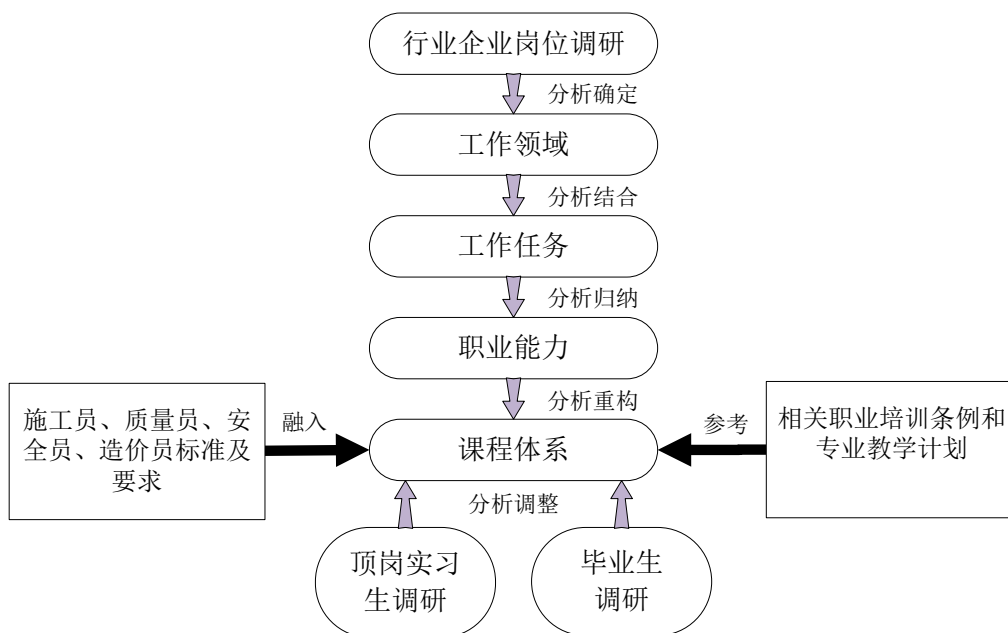 行业企业岗位调研
分析确定
工作领域
分析结合
工作任务
分析归纳
职业能力
分析重构
施工员、质量员、安
全员、造价员标准及
要求
融入
课程体系
参考
相关职业培训条例和
专业教学计划
分析调整
顶岗实习
生调研
毕业生
调研